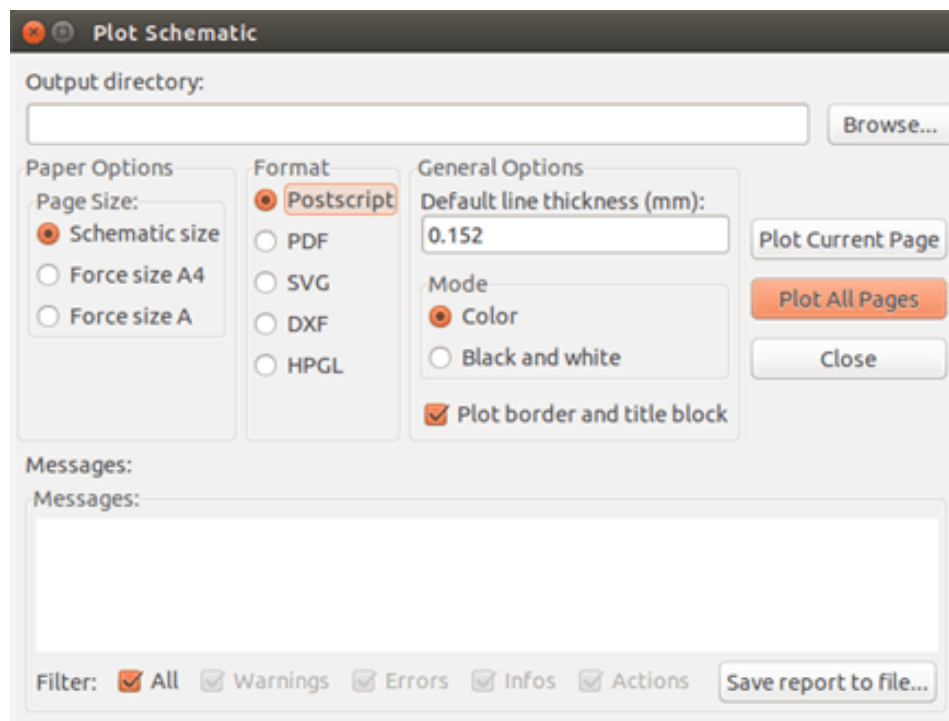 Plot Schematic
Output directory:
Browse...
Paper Options
Page Size:
Schematic size
Force size A4
Force size A
Format
Postscript
PDF
SVG
DXF
HPGL
General Options
Default line thickness (mm):
0.152
Mode
Color
Black and white
Plot border and title block
Plot Current Page
Plot All Pages
Close
Messages:
Messages:
Filter: All Warnings Errors Infos Actions Save report to file...